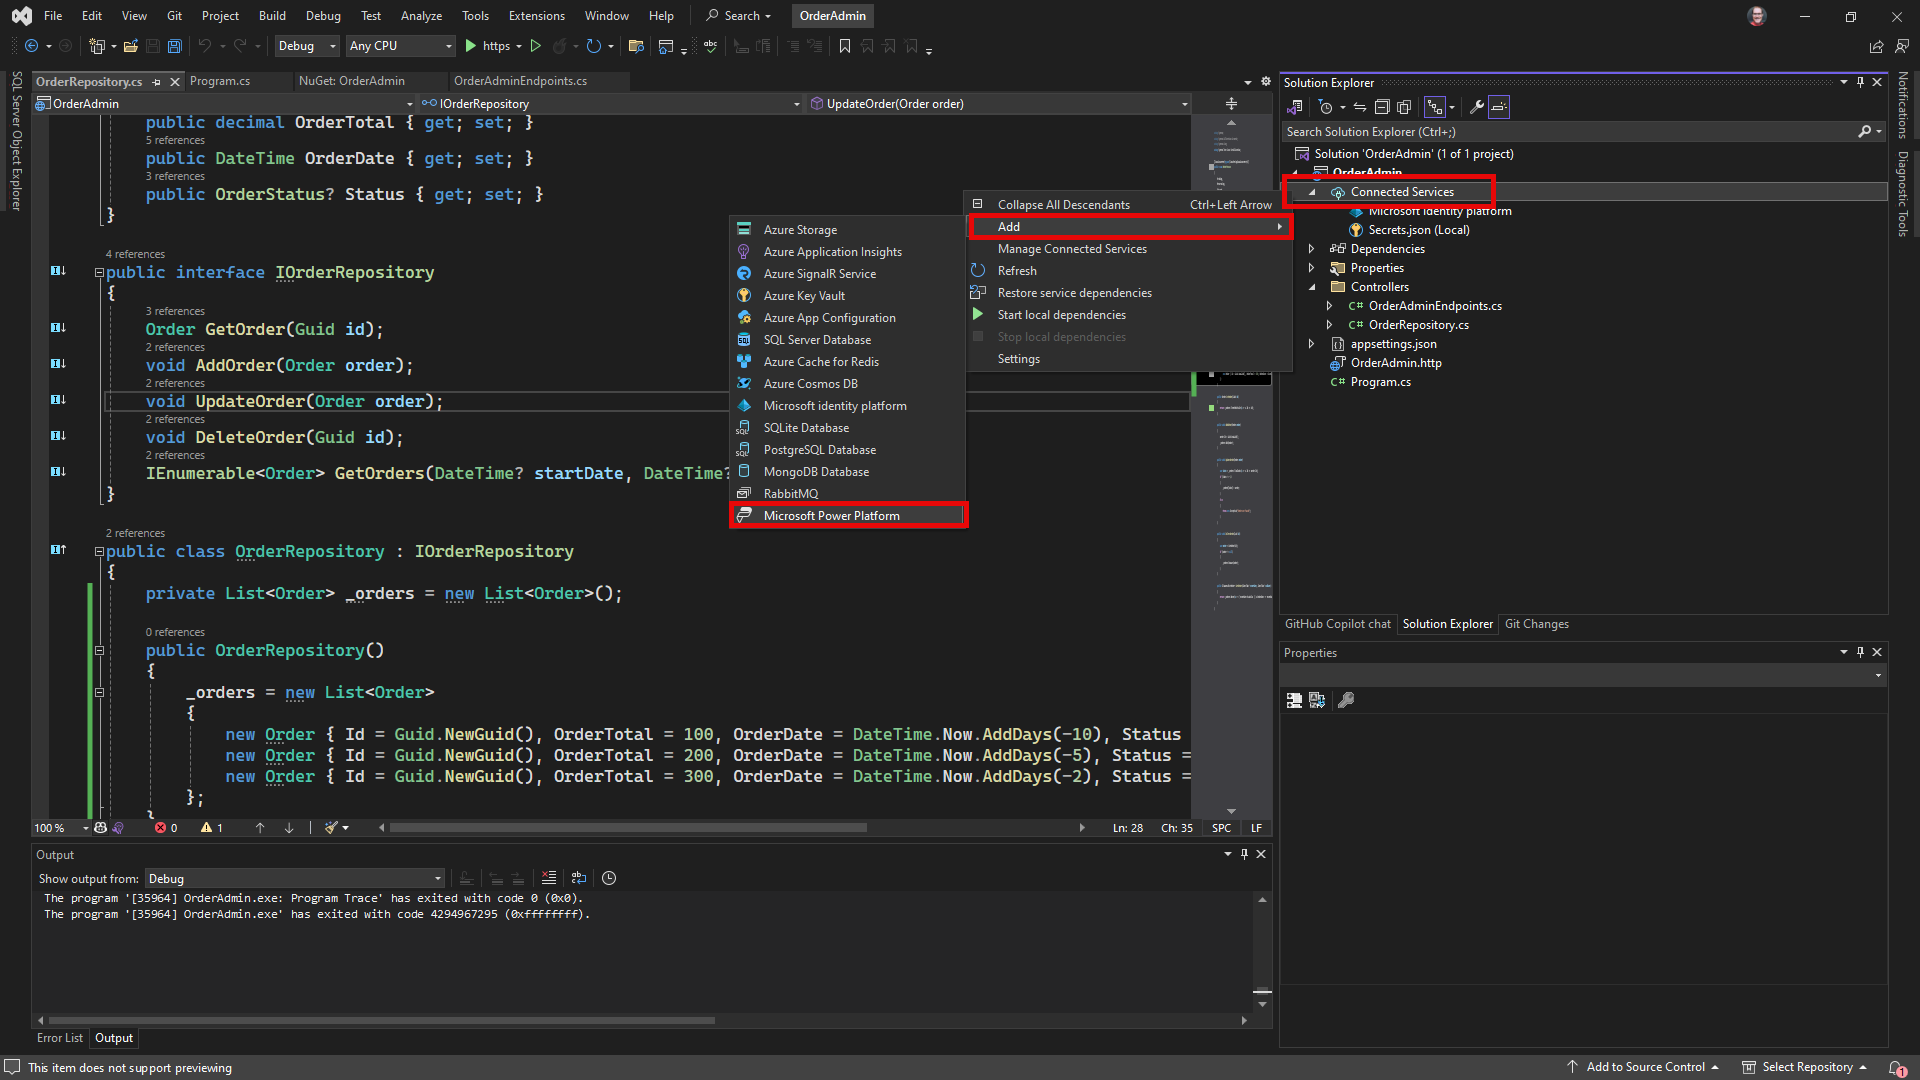 File Edit View Git Project Build Debug Test Analyze Tools Extensions Window Help Search OrderAdmin
Debug Any CPU https
SQL Server Object Explorer
OrderRepository.cs Program.cs NuGet: OrderAdmin OrderAdminEndpoints.cs
OrderAdmin IOrderRepository UpdateOrder(Order order)
public decimal OrderTotal { get; set; }
5 references
public DateTime OrderDate { get; set; }
3 references
public OrderStatus? Status { get; set; }
}
4 references
public interface IOrderRepository
{
3 references
Order GetOrder(Guid id);
2 references
void AddOrder(Order order);
2 references
void UpdateOrder(Order order);
2 references
void DeleteOrder(Guid id);
2 references
IEnumerable<Order> GetOrders(DateTime? startDate, DateTime?
}
2 references
public class OrderRepository : IOrderRepository
{
private List<Order> _orders = new List<Order>();
0 references
public OrderRepository()
{
_orders = new List<Order>
{
new Order { Id = Guid.NewGuid(), OrderTotal = 100, OrderDate = DateTime.Now.AddDays(-10), Status
new Order { Id = Guid.NewGuid(), OrderTotal = 200, OrderDate = DateTime.Now.AddDays(-5), Status =
new Order { Id = Guid.NewGuid(), OrderTotal = 300, OrderDate = DateTime.Now.AddDays(-2), Status =
};
}
100 % 0 1 Ln: 28 Ch: 35 SPC LF
Azure Storage
Azure Application Insights
Azure SignalR Service
Azure Key Vault
Azure App Configuration
SQL Server Database
Azure Cache for Redis
Azure Cosmos DB
Microsoft identity platform
SQLite Database
PostgreSQL Database
MongoDB Database
RabbitMQ
Microsoft Power Platform
Collapse All Descendants Ctrl+Left Arrow
Add
Manage Connected Services
Refresh
Restore service dependencies
Start local dependencies
Stop local dependencies
Settings
Solution Explorer
Search Solution Explorer (Ctrl+;)
Solution 'OrderAdmin' (1 of 1 project)
OrderAdmin
Connected Services
Microsoft identity platform
Secrets.json (Local)
Dependencies
Properties
Controllers
C# OrderAdminEndpoints.cs
C# OrderRepository.cs
appsettings.json
OrderAdmin.http
C# Program.cs
GitHub Copilot chat Solution Explorer Git Changes
Properties
Notifications
Diagnostic Tools
Output
Show output from: Debug
The program '[35964] OrderAdmin.exe: Program Trace' has exited with code 0 (0x0).
The program '[35964] OrderAdmin.exe' has exited with code 4294967295 (0xffffffff).
Error List Output
This item does not support previewing Add to Source Control Select Repository 1